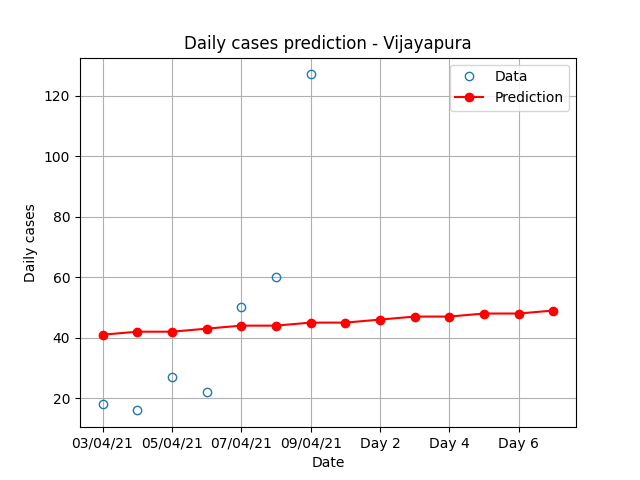 Daily cases prediction - Vijayapura
Data
Prediction
120
100
80
60
40
20
Daily cases
03/04/21 05/04/21 07/04/21 09/04/21 Day 2 Day 4 Day 6
Date